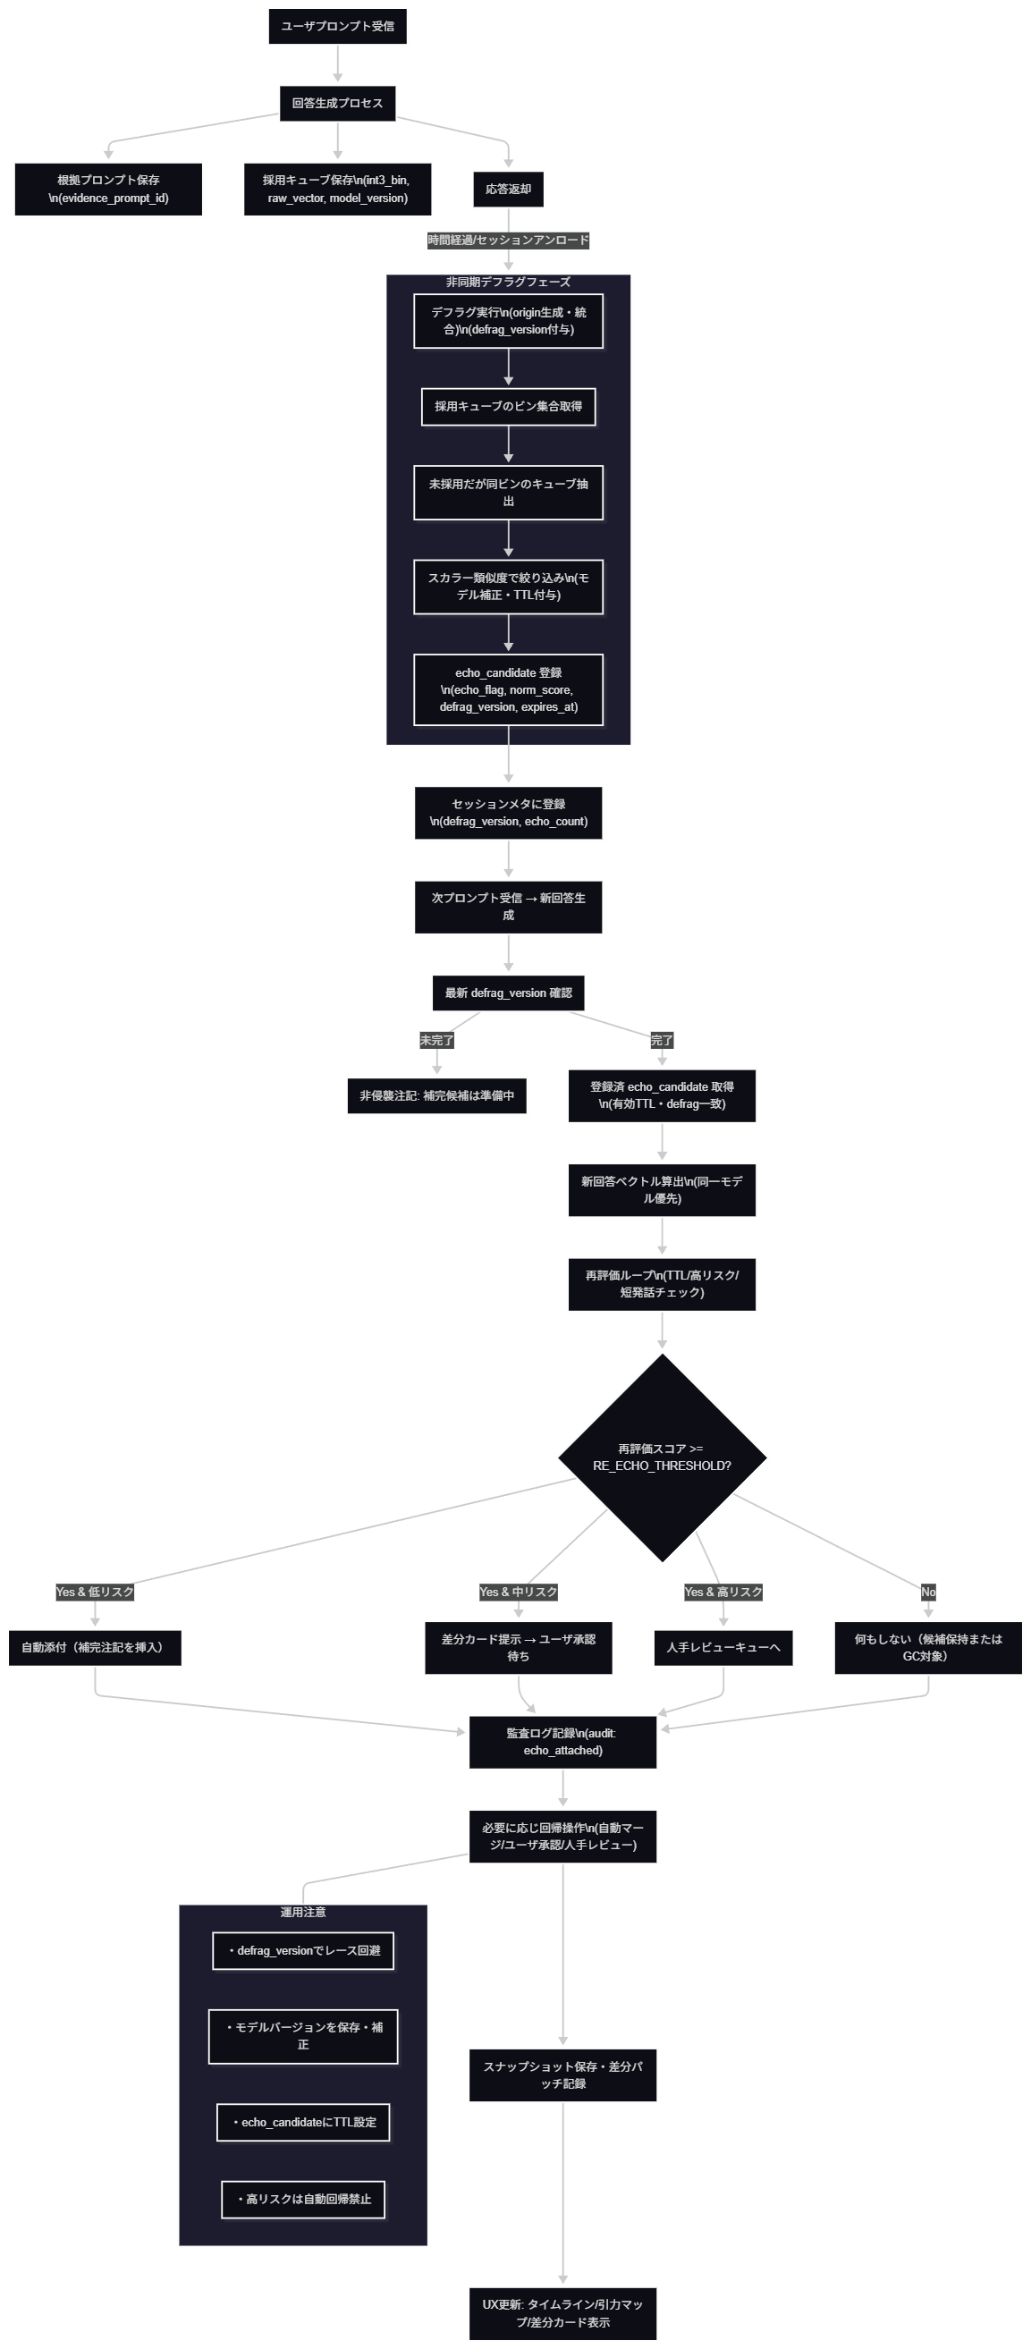 ユーザプロンプト受信
回答生成プロセス
根拠プロンプト保存
\n(evidence_prompt_id)
採用キューブ保存\n(int3_bin,
raw_vector, model_version)
応答返却
時間経過/セッションアンロード
非同期デフラグフェーズ
デフラグ実行\n(origin生成・統
合)\n(defrag_version付与)
採用キューブのビン集合取得
未採用だが同ビンのキューブ抽
出
スカラー類似度で絞り込み\n(モ
デル補正・TTL付与)
echo_candidate 登録
\n(echo_flag, norm_score,
defrag_version, expires_at)
セッションメタに登録
\n(defrag_version, echo_count)
次プロンプト受信 → 新回答生
成
最新 defrag_version 確認
未完了
完了
非侵襲注記: 補完候補は準備中
登録済 echo_candidate 取得
\n(有効TTL・defrag一致)
新回答ベクトル算出\n(同一モデ
ル優先)
再評価ループ\n(TTL/高リスク/
短発話チェック)
再評価スコア >=
RE_ECHO_THRESHOLD?
Yes & 低リスク
Yes & 中リスク
Yes & 高リスク
No
自動添付（補完注記を挿入）
差分カード提示 → ユーザ承認
待ち
人手レビューキューへ
何もしない（候補保持または
GC対象）
監査ログ記録\n(audit:
echo_attached)
必要に応じ回帰操作\n(自動マー
ジ/ユーザ承認/人手レビュー)
運用注意
・defrag_versionでレース回避
・モデルバージョンを保存・補
正
・echo_candidateにTTL設定
・高リスクは自動回帰禁止
スナップショット保存・差分パ
ッチ記録
UX更新: タイムライン/引力マッ
プ/差分カード表示